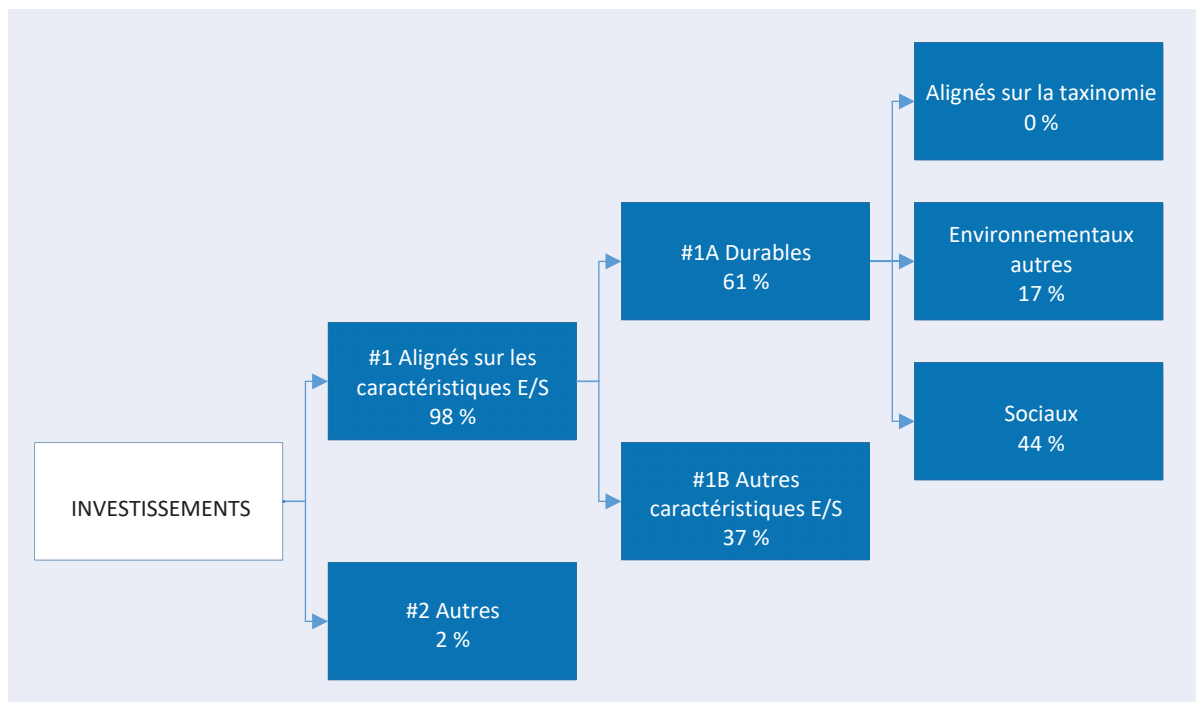 INVESTISSEMENTS
#1 Alignés sur les
caractéristiques E/S
98 %
#2 Autres
2 %
#1A Durables
61 %
#1B Autres
caractéristiques E/S
37 %
Alignés sur la taxinomie
0 %
Environnementaux
autres
17 %
Sociaux
44 %